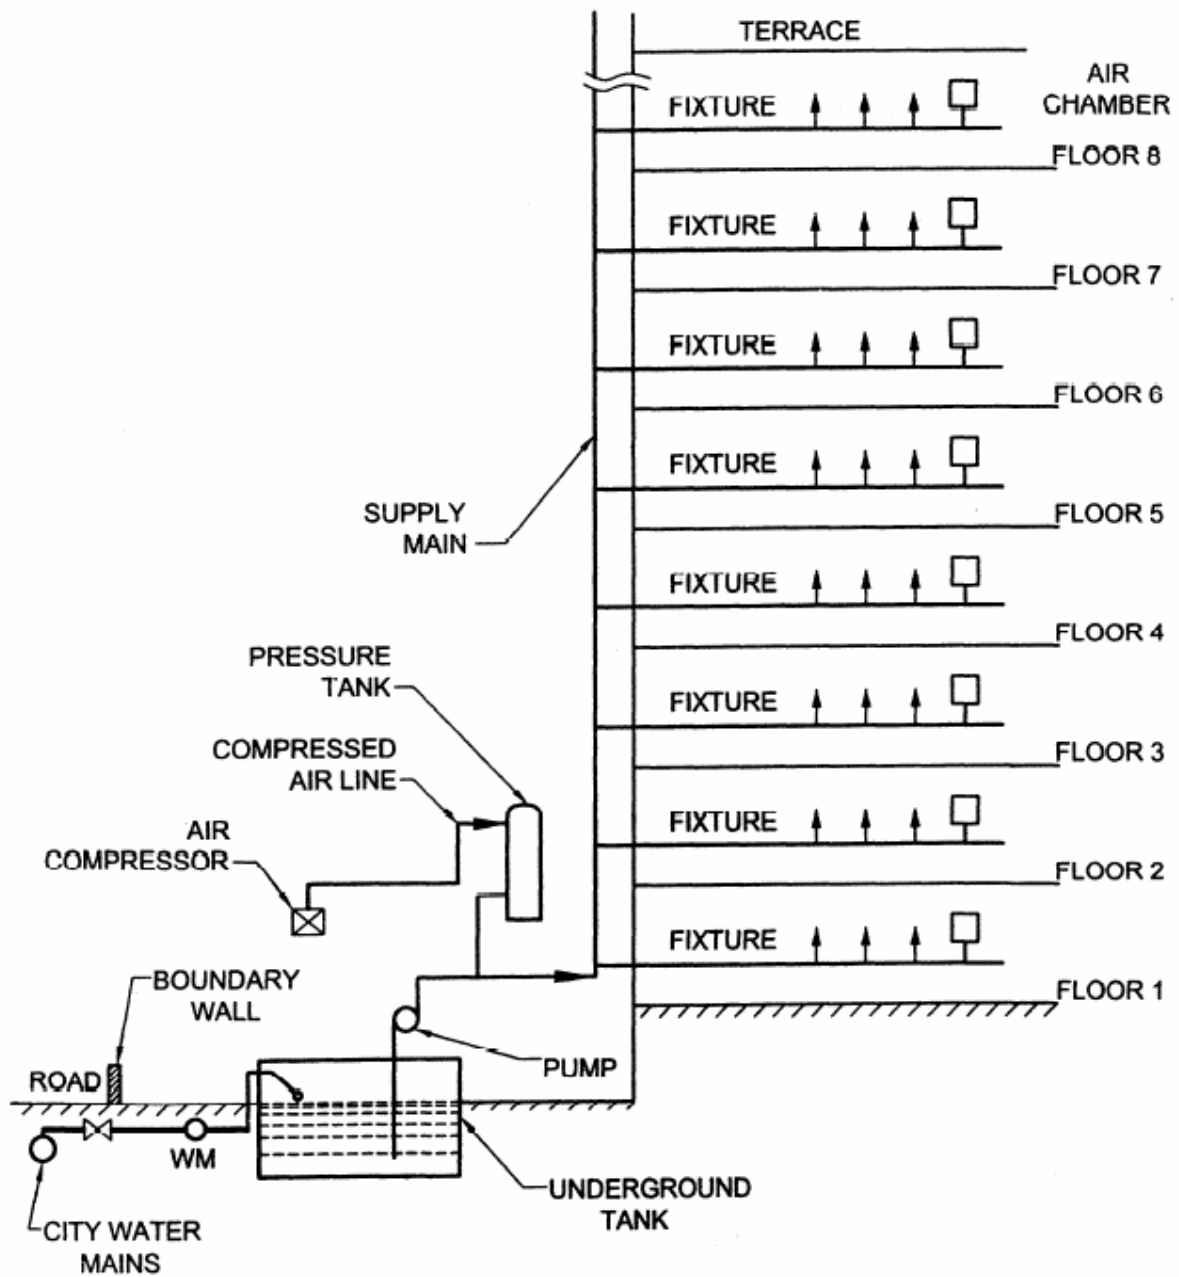 TERRACE
AIR
CHAMBER
FIXTURE
FLOOR 8
FIXTURE
FLOOR 7
FIXTURE
FLOOR 6
FIXTURE
FLOOR 5
SUPPLY
MAIN
FIXTURE
FLOOR 4
PRESSURE
TANK
FIXTURE
FLOOR 3
COMPRESSED
AIR LINE
AIR
COMPRESSOR
FIXTURE
FLOOR 2
FIXTURE
FLOOR 1
BOUNDARY
WALL
PUMP
ROAD
WM
UNDERGROUND
TANK
CITY WATER
MAINS